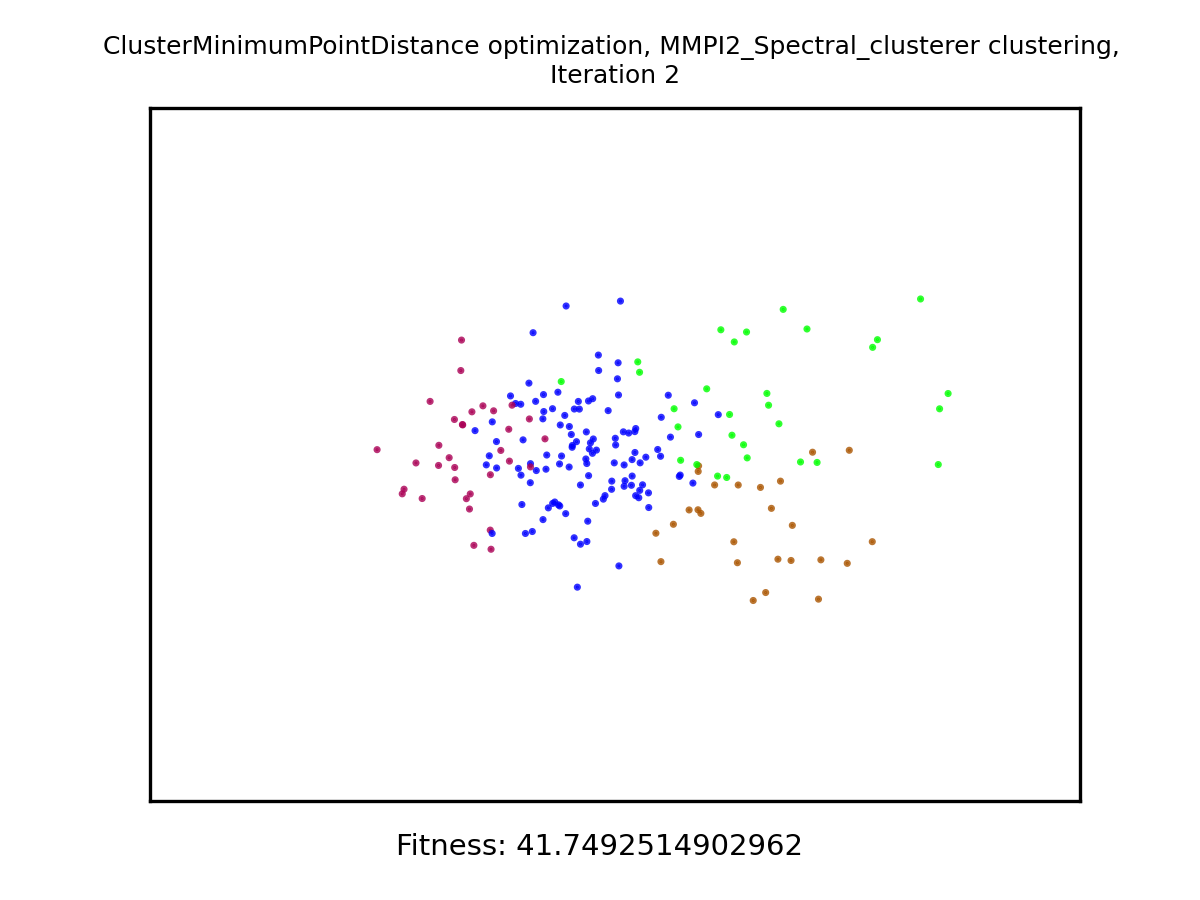 ClusterMinimumPointDistance optimization, MMPI2_Spectral_clusterer clustering,
Iteration 2
Fitness: 41.7492514902962